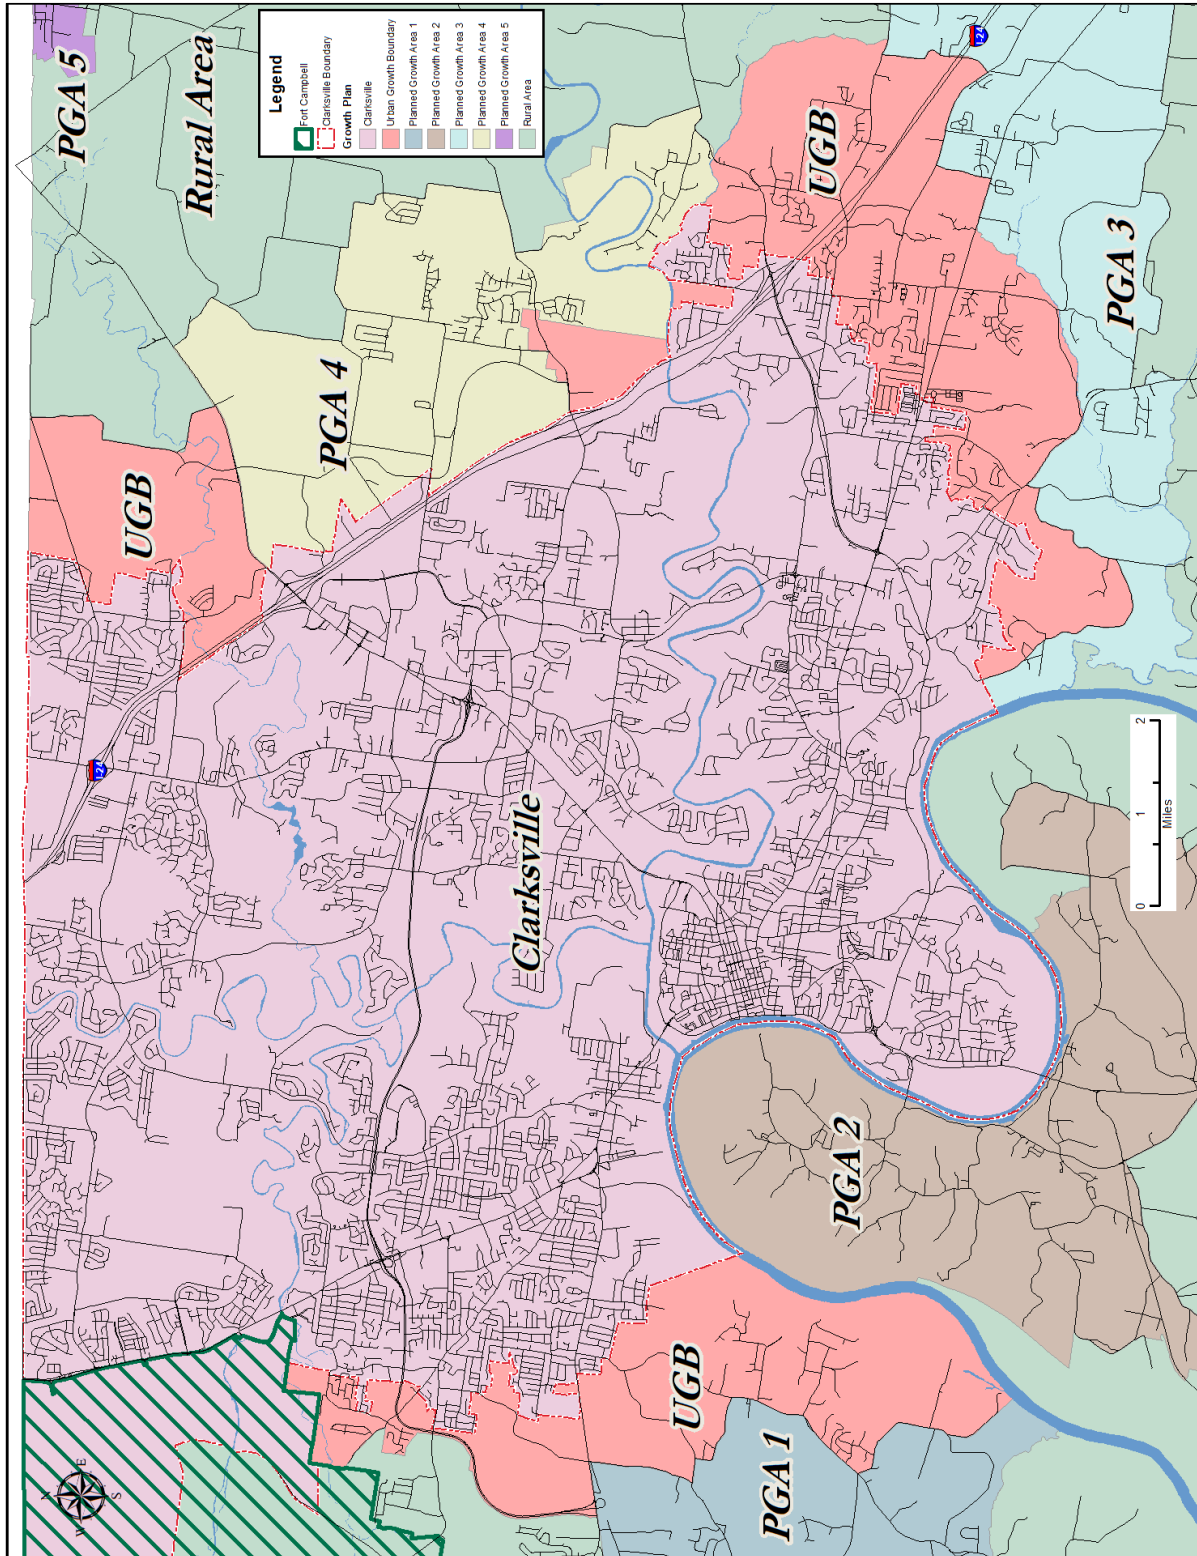 PGA 5
Rural Area
Legend
Fort Campbell
Clarksville Boundary
Growth Plan
Clarksville
Urban Growth Boundary
Planned Growth Area 1
Planned Growth Area 2
Planned Growth Area 3
Planned Growth Area 4
Planned Growth Area 5
Rural Area
I-24
UGB
PGA 4
UGB
PGA 3
I-24
Clarksville
0 1 2
Miles
PGA 2
UGB
PGA 1
N
E
S
W